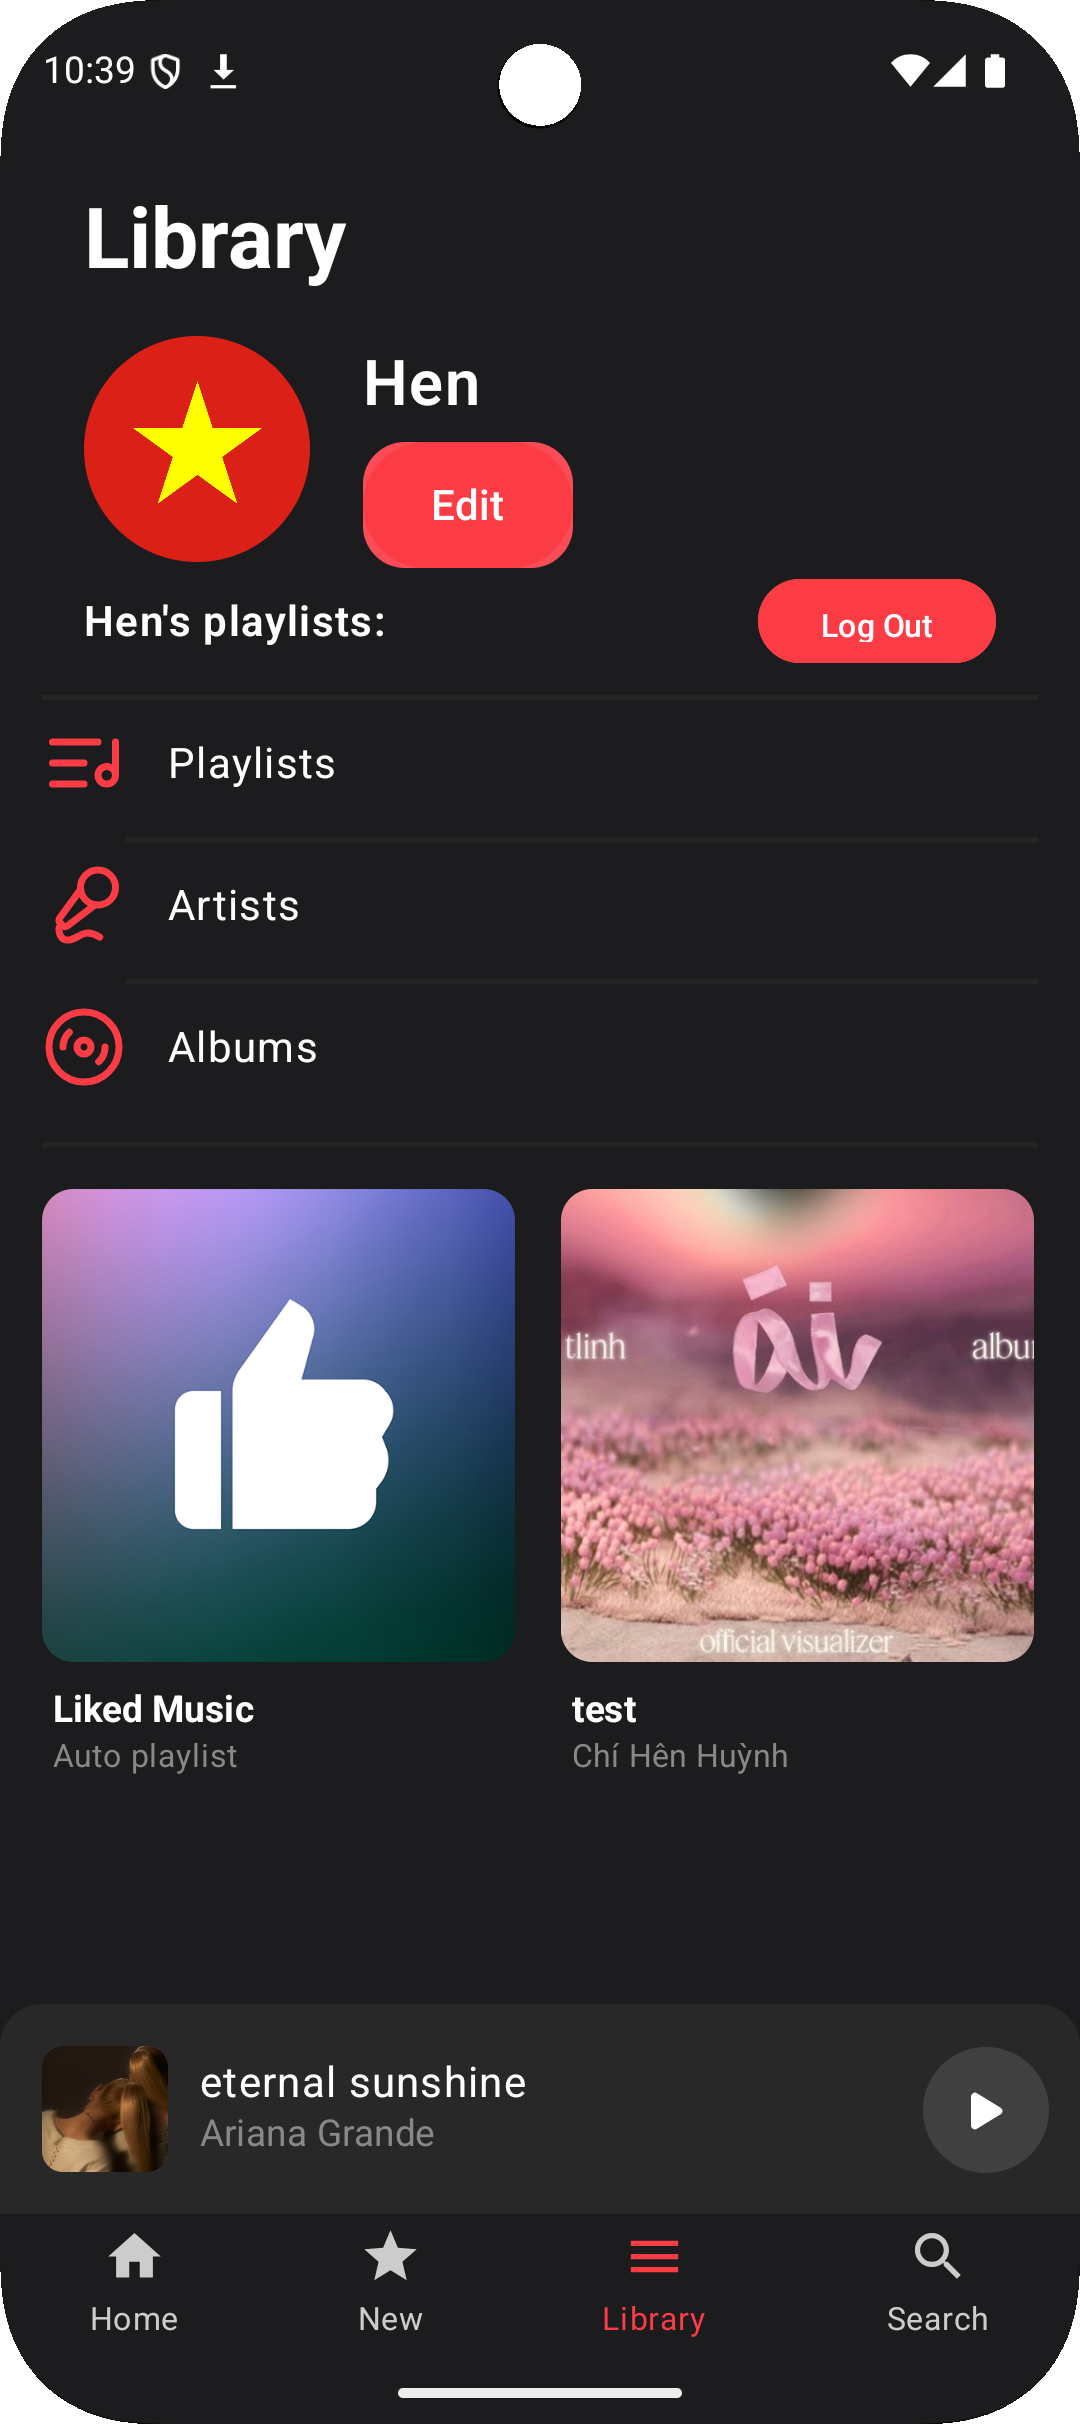 10:39
Library
Hen
Edit
Hen's playlists:
Log Out
Playlists
Artists
Albums
tlinh
ái
albu
official visualizer
Liked Music
Auto playlist
test
Chí Hên Huỳnh
eternal sunshine
Ariana Grande
Home
New
Library
Search